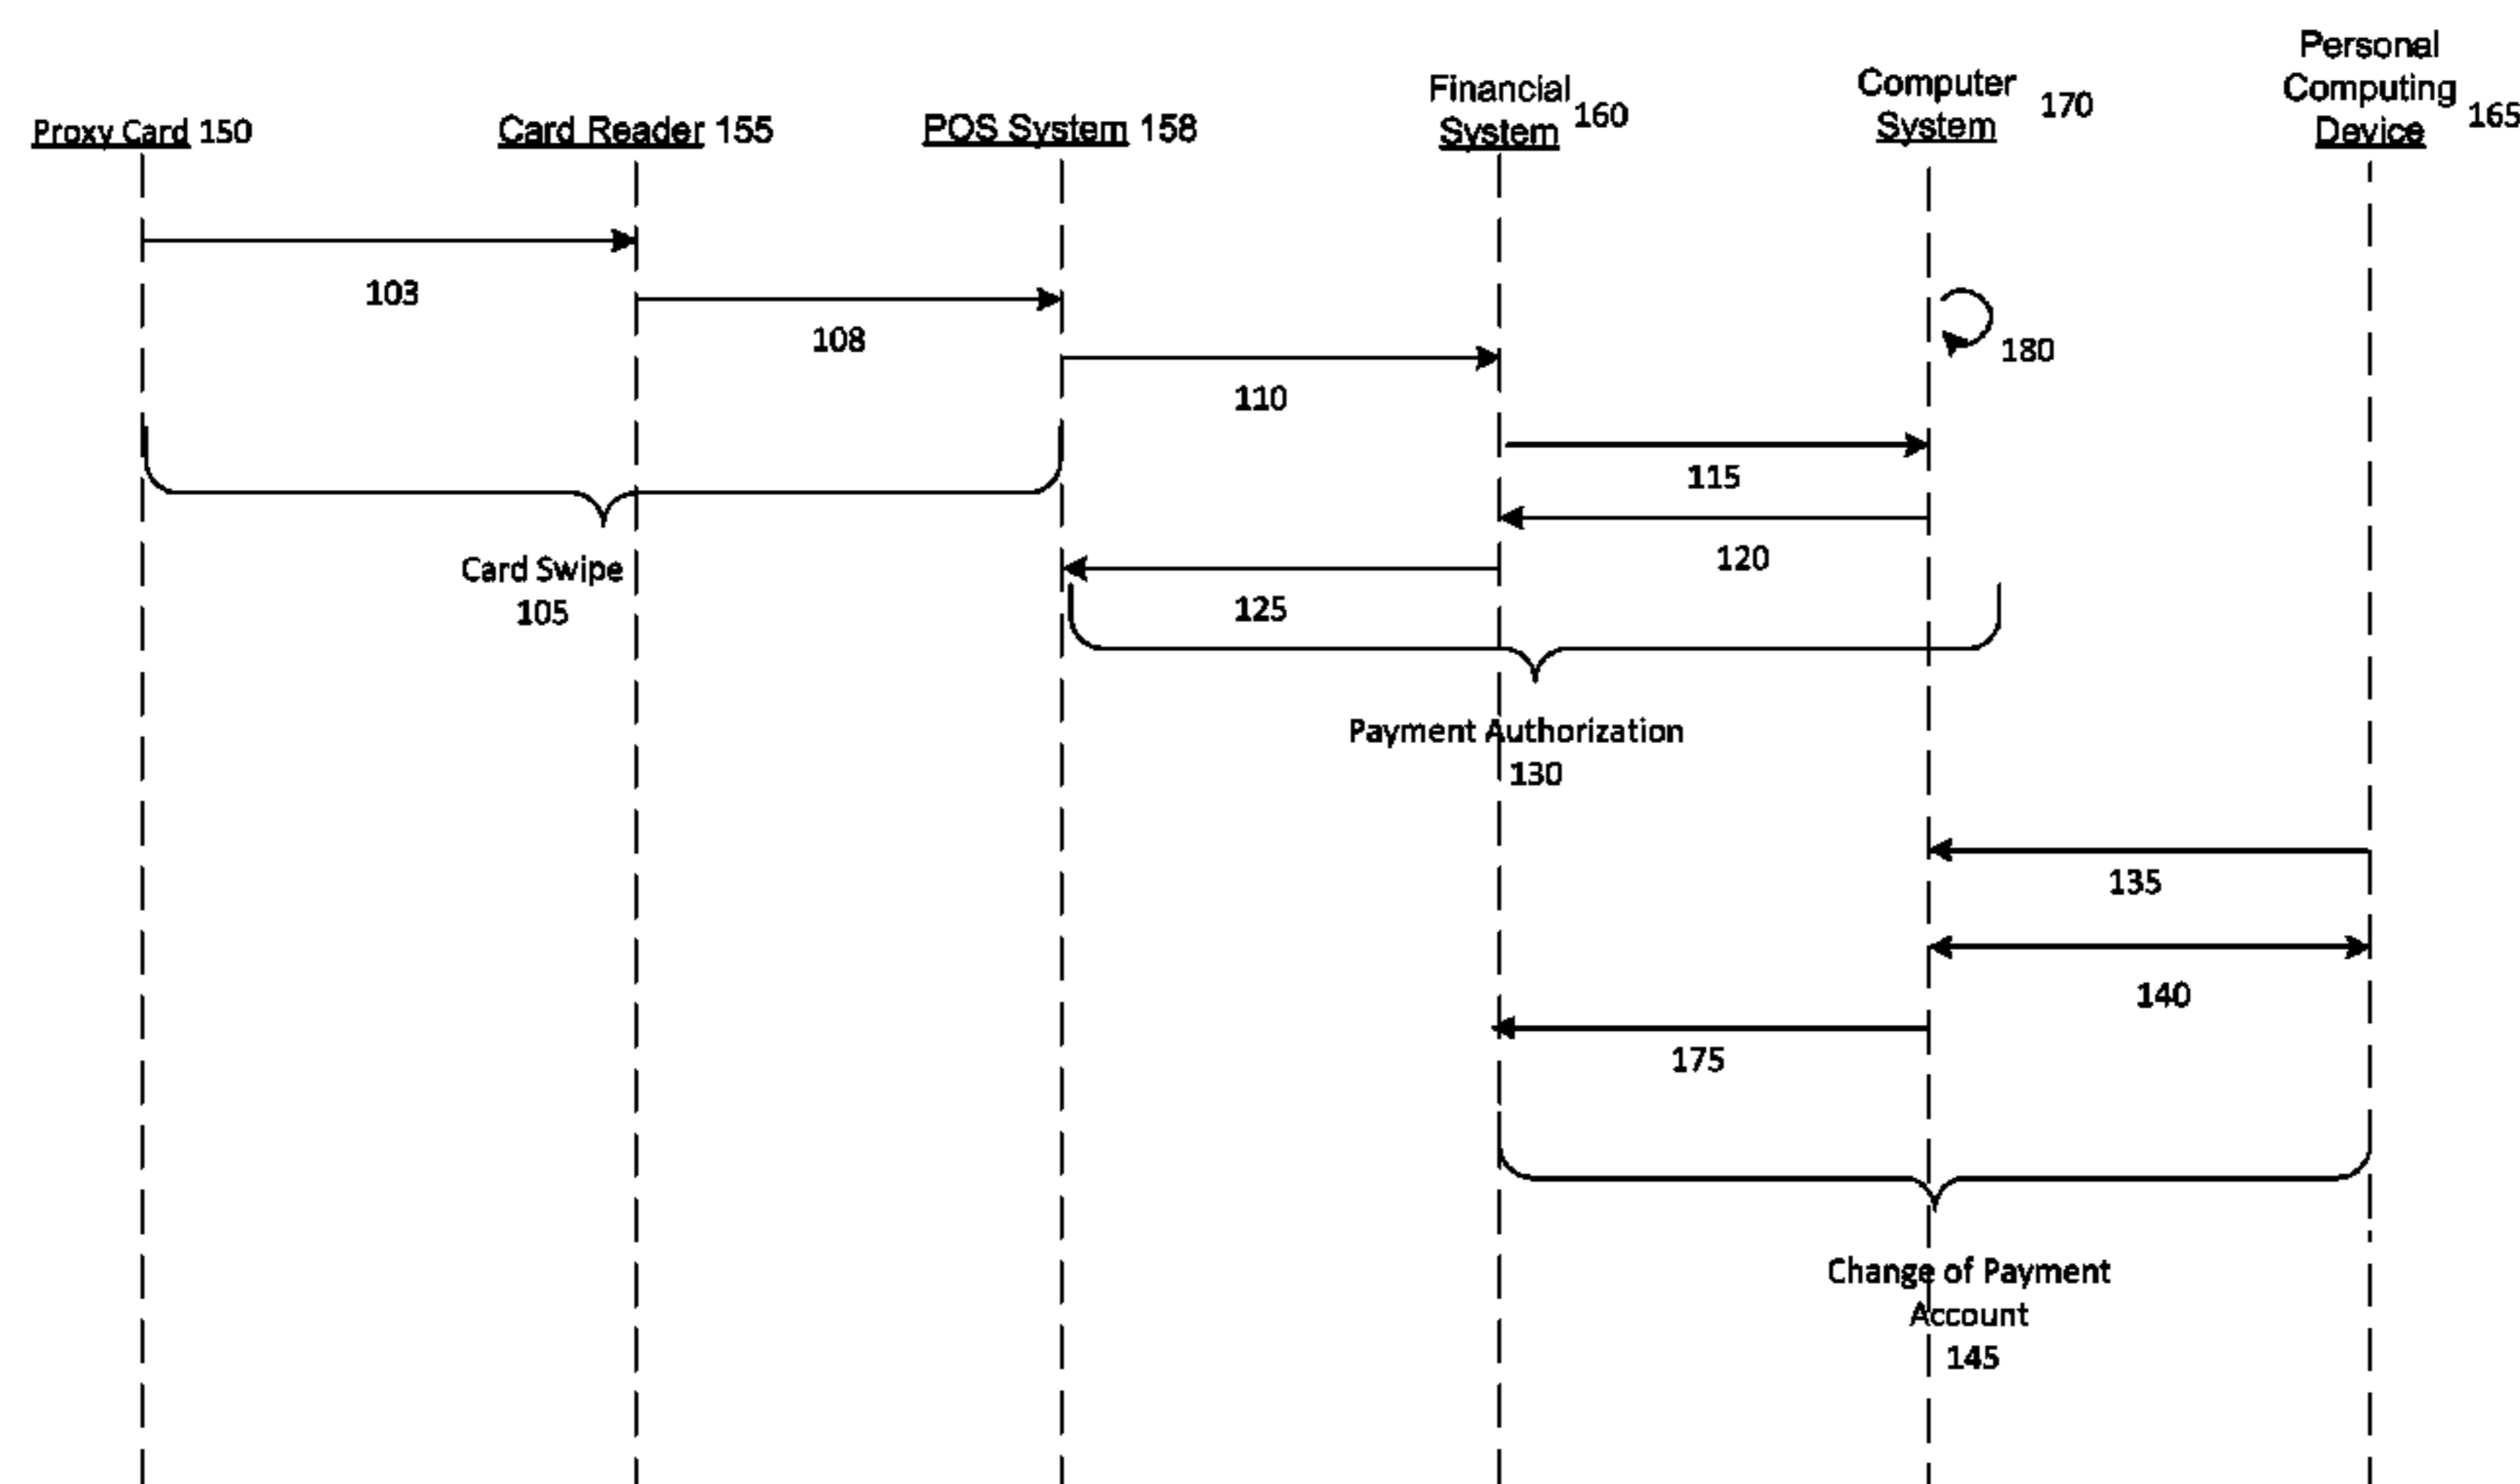 Proxy Card 150
Card Reader 155
POS System 158
Financial
System 160
Computer
System 170
Personal
Computing
Device 165
103
108
180
110
115
120
Card Swipe
105
125
Payment Authorization
130
135
140
175
Change of Payment
Account
145